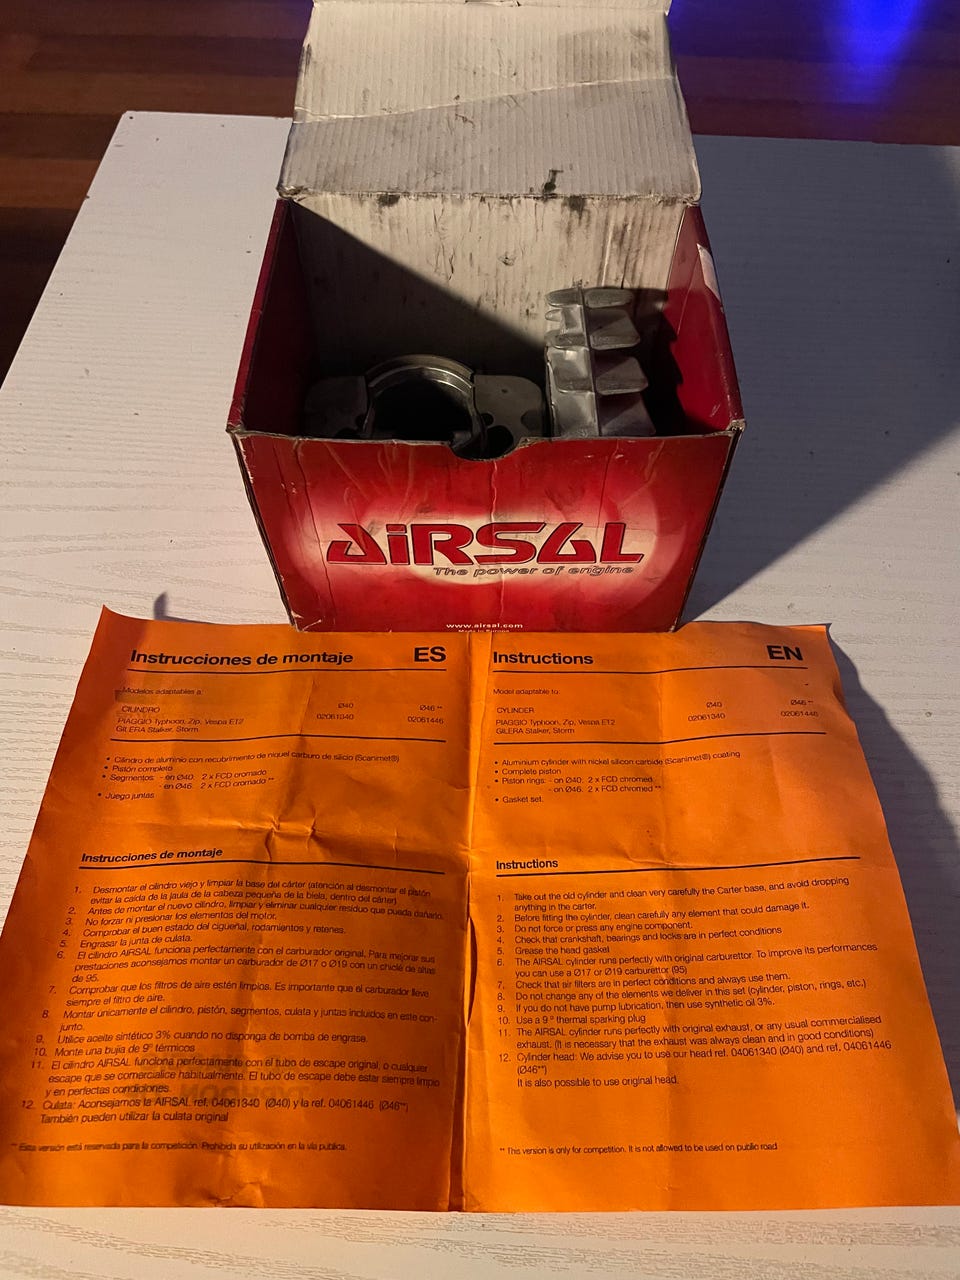 AiRSAL
The power of engine
www.airsal.com
Made in Europe
Instrucciones de montaje ES
Modelos adaptables a:
CILINDRO Ø40 Ø46 **
PIAGGIO Typhoon, Zip, Vespa ET2 02061340 02061446
GILERA Stalker, Storm
• Cilindro de aluminio con recubrimiento de niquel carburo de silicio (Scanimet®)
• Pistón completo
• Segmentos: - en Ø40: 2 x FCD cromado
- en Ø46: 2 x FCD cromado **
• Juego juntas
Instrucciones de montaje
1. Desmontar el cilindro viejo y limpiar la base del cárter (atención al desmontar el pistón
evitar la caída de la jaula de la cabeza pequeña de la biela, dentro del cárter)
2. Antes de montar el nuevo cilindro, limpiar y eliminar cualquier residuo que pueda dañarlo.
3. No forzar ni presionar los elementos del motor.
4. Comprobar el buen estado del cigüeñal, rodamientos y retenes.
5. Engrasar la junta de culata.
6. El cilindro AIRSAL funciona perfectamente con el carburador original. Para mejorar sus
prestaciones aconsejamos montar un carburador de Ø17 o Ø19 con un chiclé de altas
de 95.
7. Comprobar que los filtros de aire estén limpios. Es importante que el carburador lleve
siempre el filtro de aire.
8. Montar únicamente el cilindro, pistón, segmentos, culata y juntas incluidos en este con-
junto.
9. Utilice aceite sintético 3% cuando no disponga de bomba de engrase.
10. Monte una bujia de 9º térmicos
11. El cilindro AIRSAL funciona perfectamente con el tubo de escape original, o cualquier
escape que se comercialice habitualmente. El tubo de escape debe estar siempre limpio
y en perfectas condiciones.
12. Culata: Aconsejamos la AIRSAL ref. 04061340 (Ø40) y la ref. 04061446 (Ø46**)
También pueden utilizar la culata original
** Esta versión está reservada para la competición. Prohibida su utilización en la vía pública.
Instructions EN
Model adaptable to:
CYLINDER Ø40 Ø46 **
PIAGGIO Typhoon, Zip, Vespa ET2 02061340 02061446
GILERA Stalker, Storm
• Aluminium cylinder with nickel silicon carbide (Scanimet®) coating
• Complete piston
• Piston rings: - on Ø40: 2 x FCD chromed
- on Ø46: 2 x FCD chromed **
• Gasket set.
Instructions
1. Take out the old cylinder and clean very carefully the Carter base, and avoid dropping
anything in the carter.
2. Before fitting the cylinder, clean carefully any element that could damage it.
3. Do not force or press any engine component.
4. Check that crankshaft, bearings and locks are in perfect conditions
5. Grease the head gasket
6. The AIRSAL cylinder runs perfectly with original carburettor. To improve its performances
you can use a Ø17 or Ø19 carburettor (95)
7. Check that air filters are in perfect conditions and always use them.
8. Do not change any of the elements we deliver in this set (cylinder, piston, rings, etc.)
9. If you do not have pump lubrication, then use synthetic oil 3%.
10. Use a 9 º thermal sparking plug
11. The AIRSAL cylinder runs perfectly with original exhaust, or any usual commercialised
exhaust. (It is necessary that the exhaust was always clean and in good conditions)
12. Cylinder head: We advise you to use our head ref. 04061340 (Ø40) and ref. 04061446
(Ø46**)
It is also possible to use original head.
** This version is only for competition. It is not allowed to be used on public road